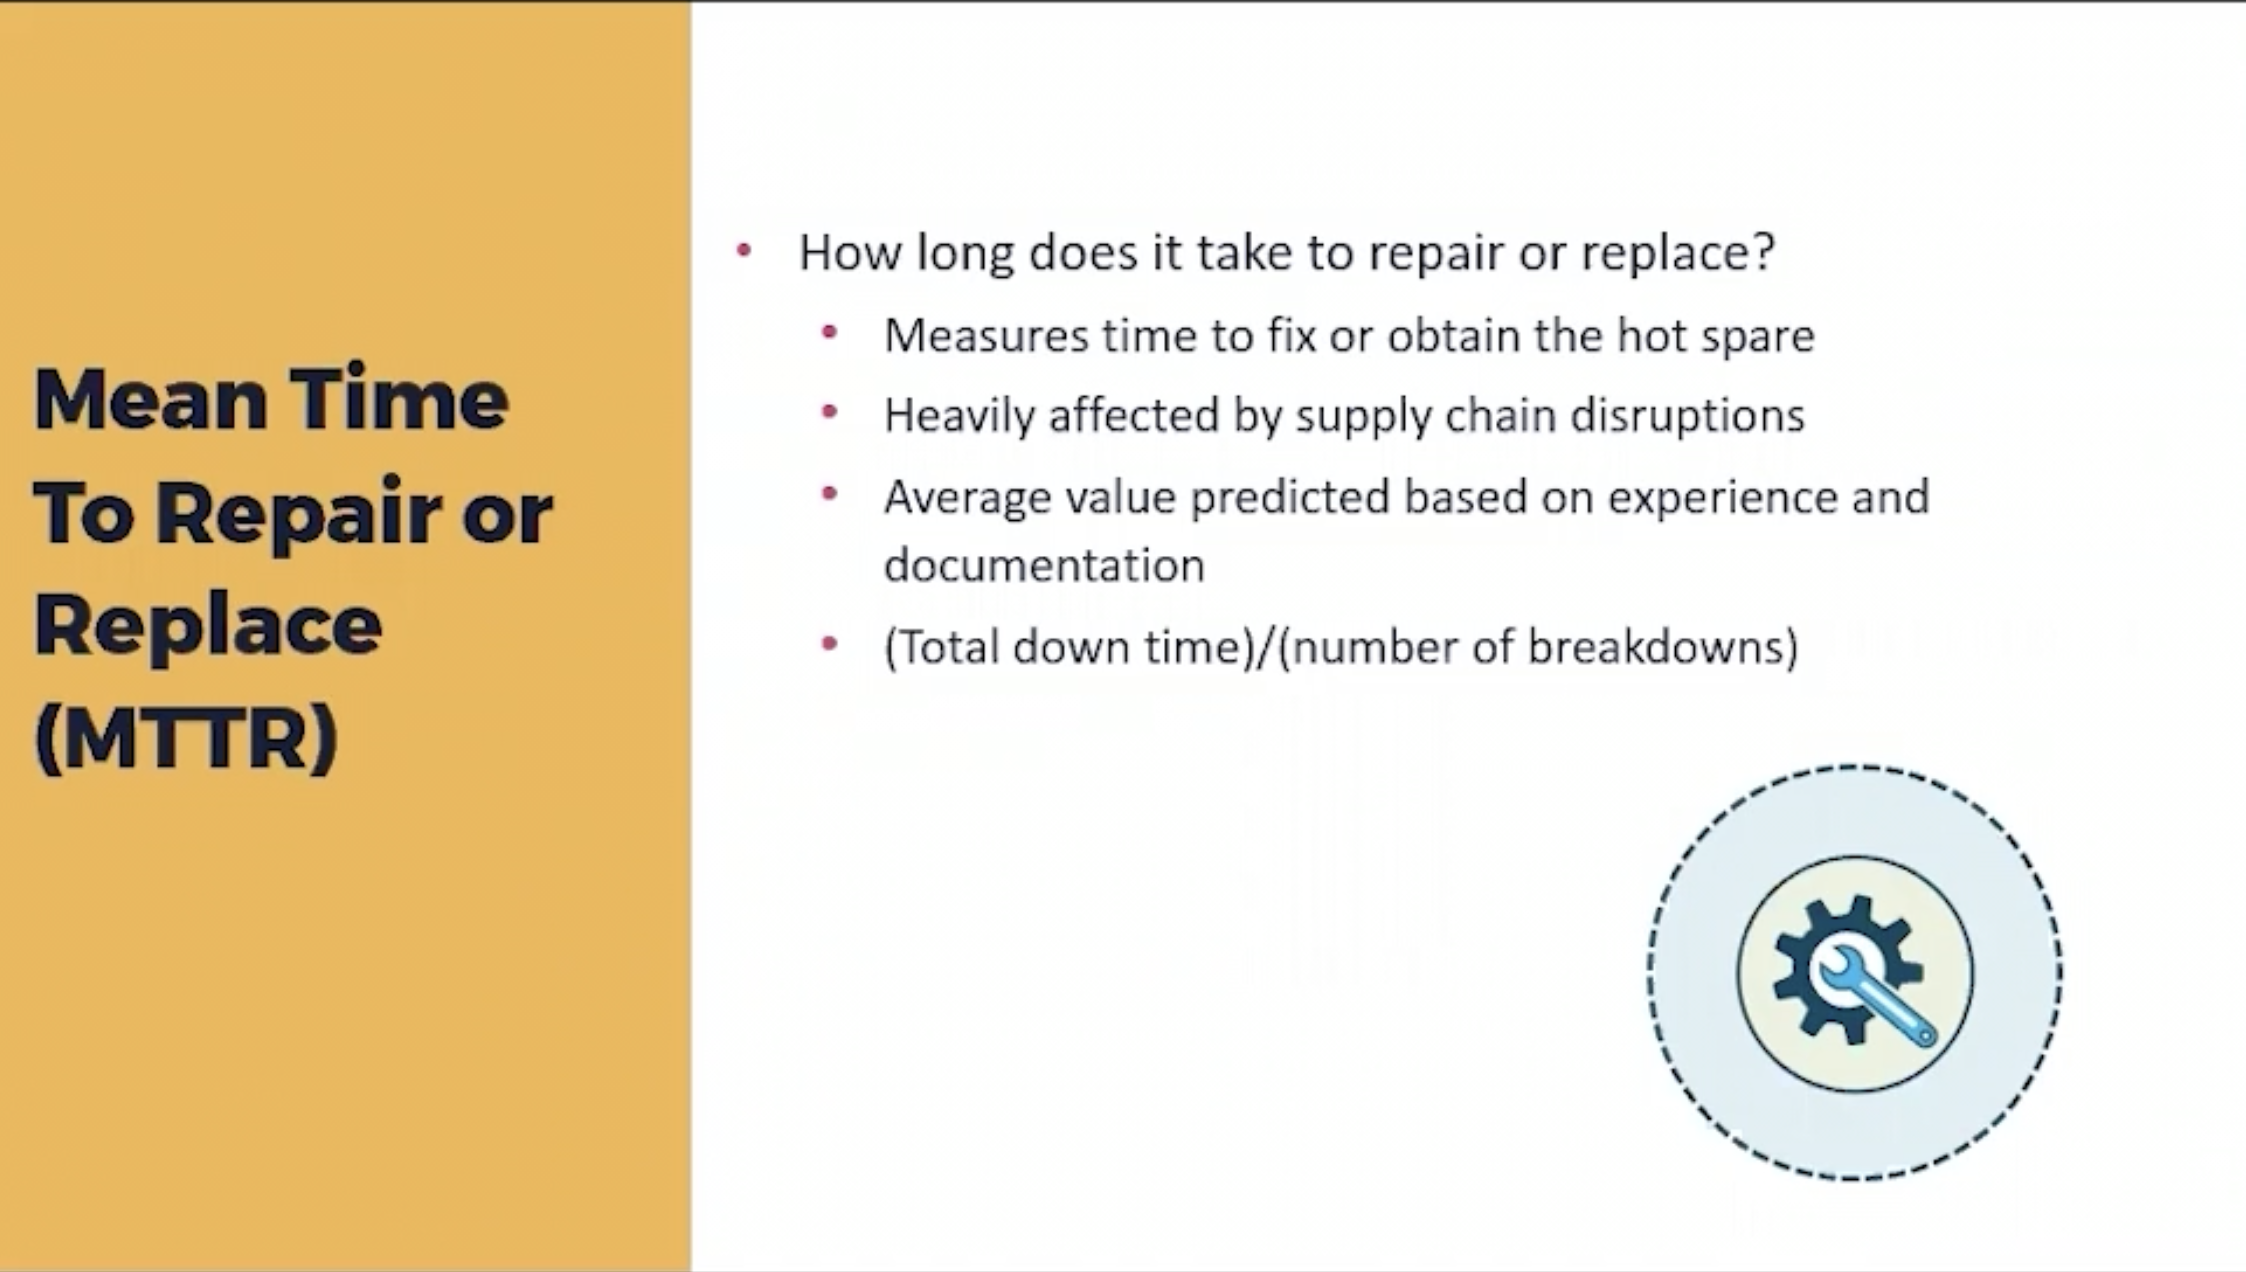 Mean Time
To Repair or
Replace
(MTTR)
• How long does it take to repair or replace?
• Measures time to fix or obtain the hot spare
• Heavily affected by supply chain disruptions
• Average value predicted based on experience and
documentation
• (Total down time)/(number of breakdowns)